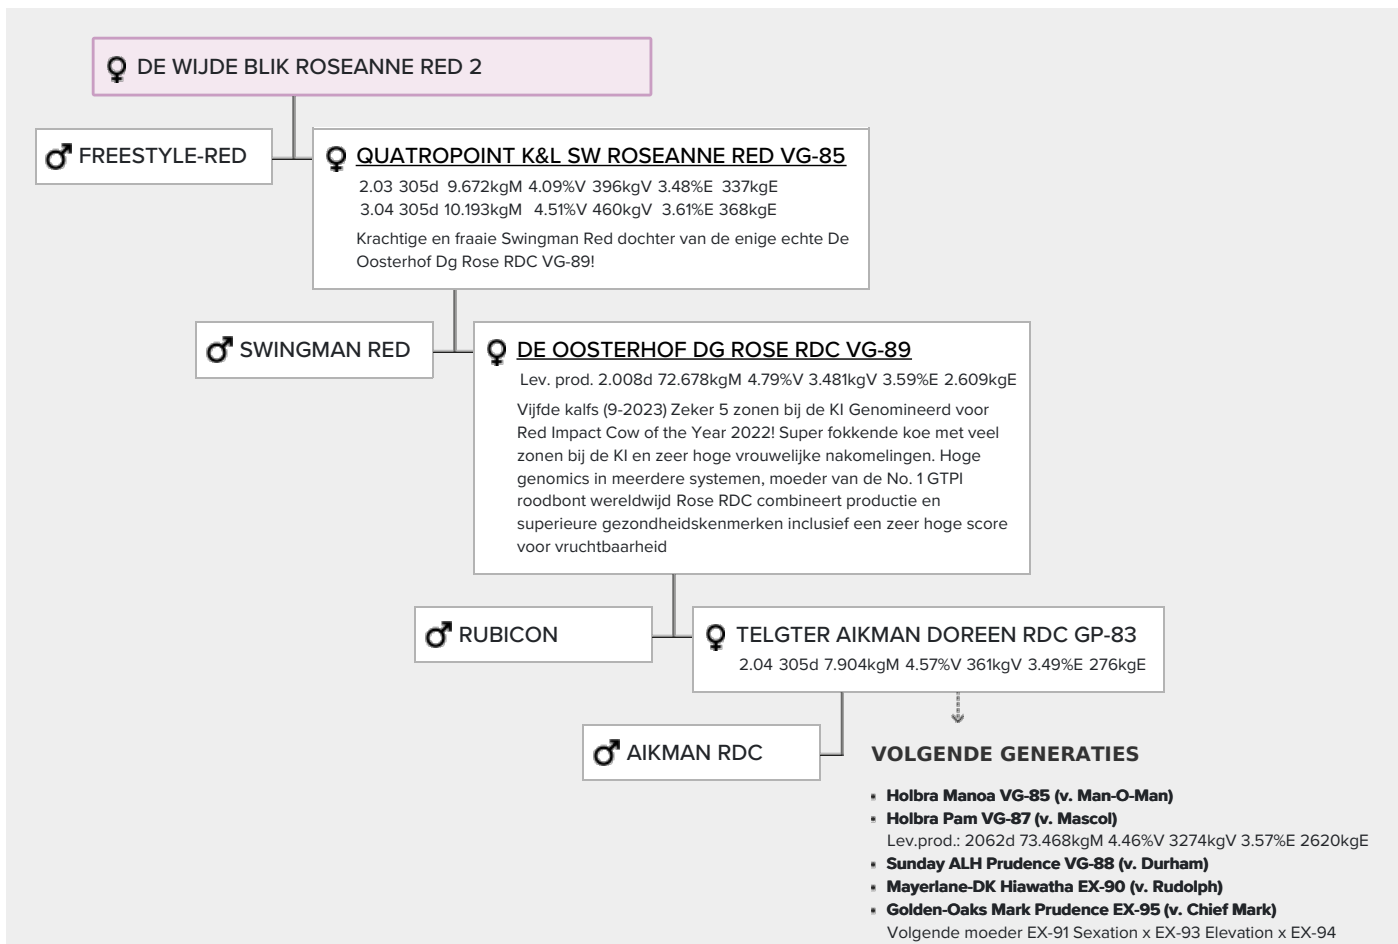 DE WIJDE BLIK ROSEANNE RED 2
FREESTYLE-RED
QUATROPOINT K&L SW ROSEANNE RED VG-85
2.03 305d 9.672kgM 4.09%V 396kgV 3.48%E 337kgE
3.04 305d 10.193kgM 4.51%V 460kgV 3.61%E 368kgE
Krachtige en fraaie Swingman Red dochter van de enige echte De
Oosterhof Dg Rose RDC VG-89!
SWINGMAN RED
DE OOSTERHOF DG ROSE RDC VG-89
Lev. prod. 2.008d 72.678kgM 4.79%V 3.481kgV 3.59%E 2.609kgE
Vijfde kalfs (9-2023) Zeker 5 zonen bij de KI Genomineerd voor
Red Impact Cow of the Year 2022! Super fokkende koe met veel
zonen bij de KI en zeer hoge vrouwelijke nakomelingen. Hoge
genomics in meerdere systemen, moeder van de No. 1 GTPI
roodbont wereldwijd Rose RDC combineert productie en
superieure gezondheidskenmerken inclusief een zeer hoge score
voor vruchtbaarheid
RUBICON
TELGTER AIKMAN DOREEN RDC GP-83
2.04 305d 7.904kgM 4.57%V 361kgV 3.49%E 276kgE
AIKMAN RDC
VOLGENDE GENERATIES
Holbra Manoa VG-85 (v. Man-O-Man)
Holbra Pam VG-87 (v. Mascol)
Lev.prod.: 2062d 73.468kgM 4.46%V 3274kgV 3.57%E 2620kgE
Sunday ALH Prudence VG-88 (v. Durham)
Mayerlane-DK Hiawatha EX-90 (v. Rudolph)
Golden-Oaks Mark Prudence EX-95 (v. Chief Mark)
Volgende moeder EX-91 Sexation x EX-93 Elevation x EX-94